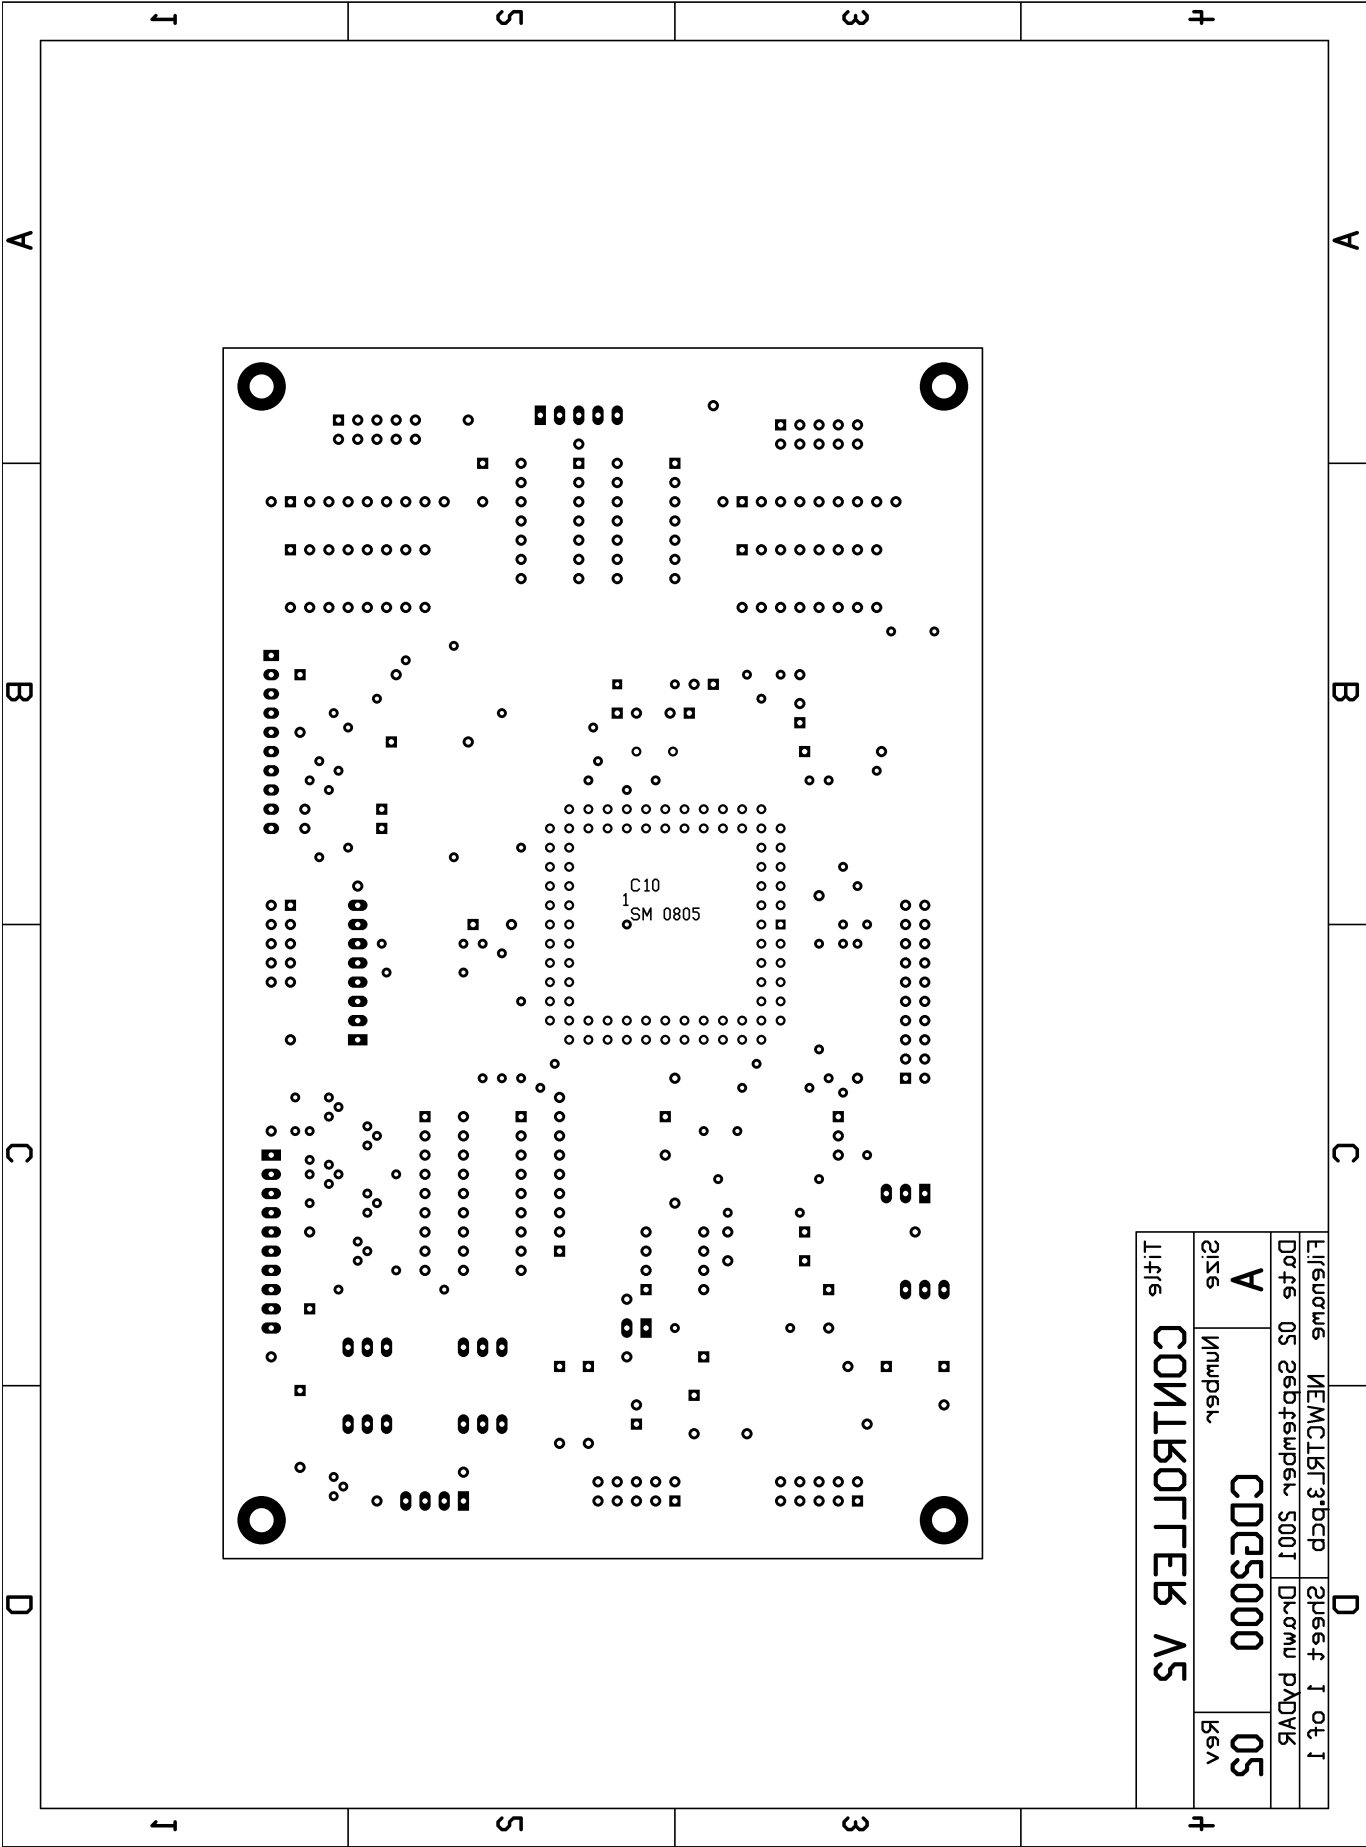 1 2 3 4
A A
B B
C C
D D
C10
1
SM 0805
Title CONTROLLER V2
Size A
Number CDG2000
Rev 02
Date 02 September 2001 Drawn by DAR
Filename NEWCTRL3.pcb Sheet 1 of 1
1 2 3 4